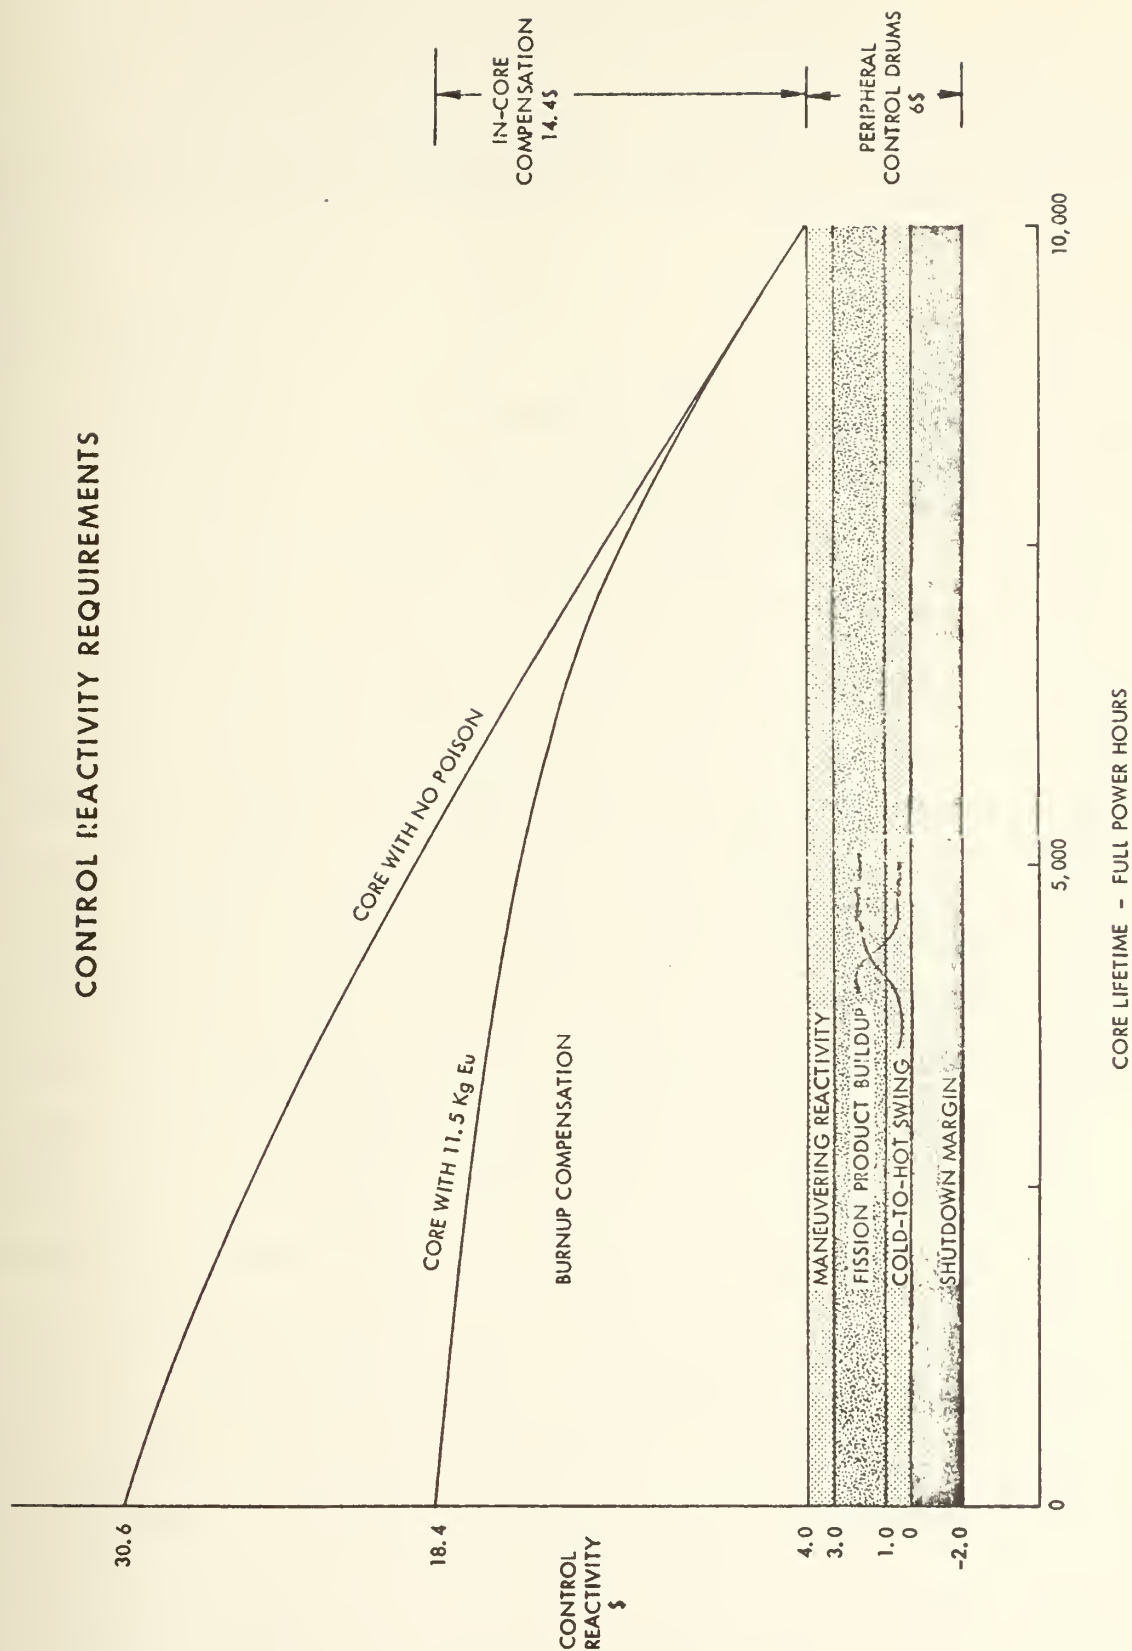 CONTROL REACTIVITY REQUIREMENTS
30.6
18.4
CONTROL
REACTIVITY
$
4.0
3.0
1.0
0
-2.0
CORE WITH NO POISON
CORE WITH 11.5 Kg Eu
BURNUP COMPENSATION
MANEUVERING REACTIVITY
FISSION PRODUCT BUILDUP
COLD-TO-HOT SWING
SHUTDOWN MARGIN
IN-CORE
COMPENSATION
14.4$
PERIPHERAL
CONTROL DRUMS
6$
0
5,000
10,000
CORE LIFETIME - FULL POWER HOURS